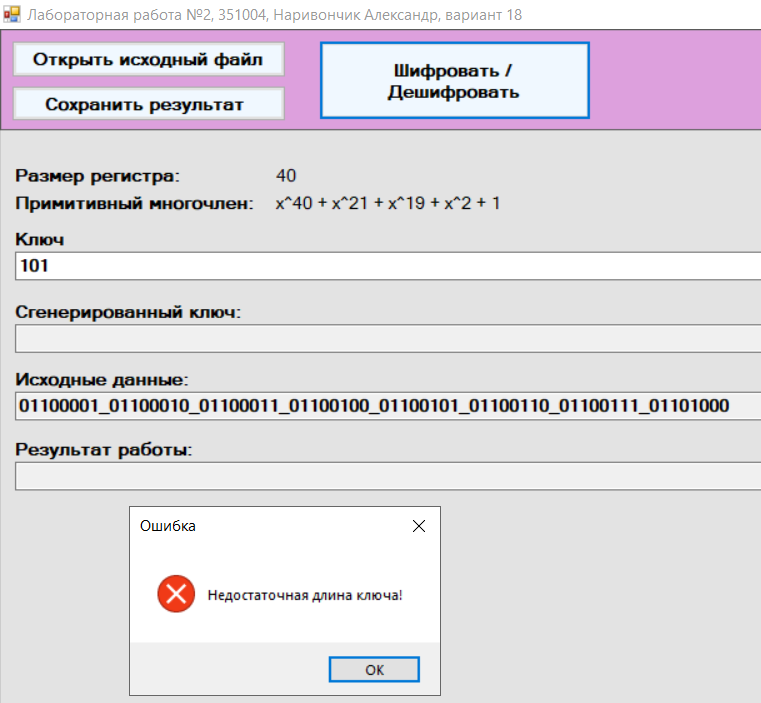 Лабораторная работа №2, 351004, Наривончик Александр, вариант 18
Открыть исходный файл
Сохранить результат
Шифровать /
Дешифровать
Размер регистра: 40
Примитивный многочлен: x^40 + x^21 + x^19 + x^2 + 1
Ключ
101
Сгенерированный ключ:
Исходные данные:
01100001_01100010_01100011_01100100_01100101_01100110_01100111_01101000
Результат работы:
Ошибка
Недостаточная длина ключа!
OK